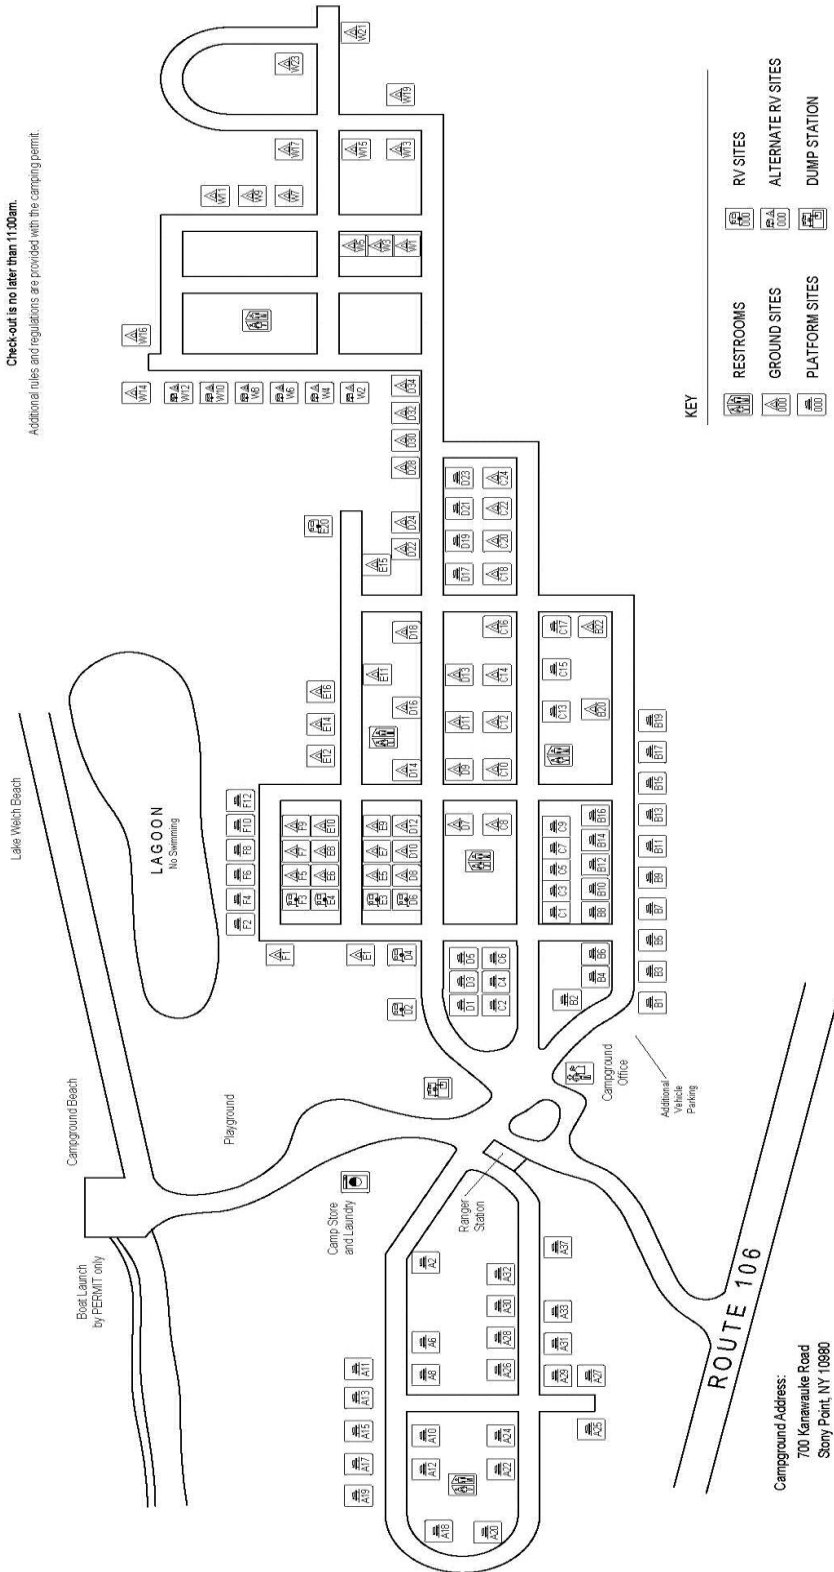 Check-out is no later than 11:00am.
Additional rules and regulations are provided with the camping permit.
Lake Welch Beach
LAGOON
No Swimming
Campground Beach
Playground
Boat Launch
by PERMIT only
Camp Store
and Laundry
Ranger
Station
Campground
Office
Additional
Vehicle
Parking
ROUTE 106
Campground Address:
700 Kanawauke Road
Stony Point, NY 10980
KEY
RESTROOMS
GROUND SITES
000
PLATFORM SITES
000
RV SITES
000
ALTERNATE RV SITES
000
DUMP STATION
A19
A17
A15
A13
A11
A18
A12
A10
A8
A6
A2
A20
A22
A24
A26
A28
A30
A32
A25
A29
A27
A31
A33
A37
F2
F4
F6
F8
F10
F12
F1
F3
F5
F7
F9
E4
E6
E8
E10
E12
E14
E16
E20
E1
E3
E5
E7
E9
E11
E15
D2
D4
D6
D8
D10
D12
D14
D16
D18
D22
D24
D28
D30
D32
D34
D1
D3
D5
D7
D9
D11
D13
D17
D19
D21
D23
C2
C4
C6
C8
C10
C12
C14
C16
C18
C20
C22
C24
C1
C3
C5
C7
C9
C13
C15
C17
B2
B4
B6
B8
B10
B12
B14
B16
B20
B22
B1
B3
B5
B7
B9
B11
B13
B15
B17
B19
W14
W16
W12
W10
W8
W6
W4
W2
W11
W9
W7
W5
W3
W1
W17
W15
W13
W23
W21
W19